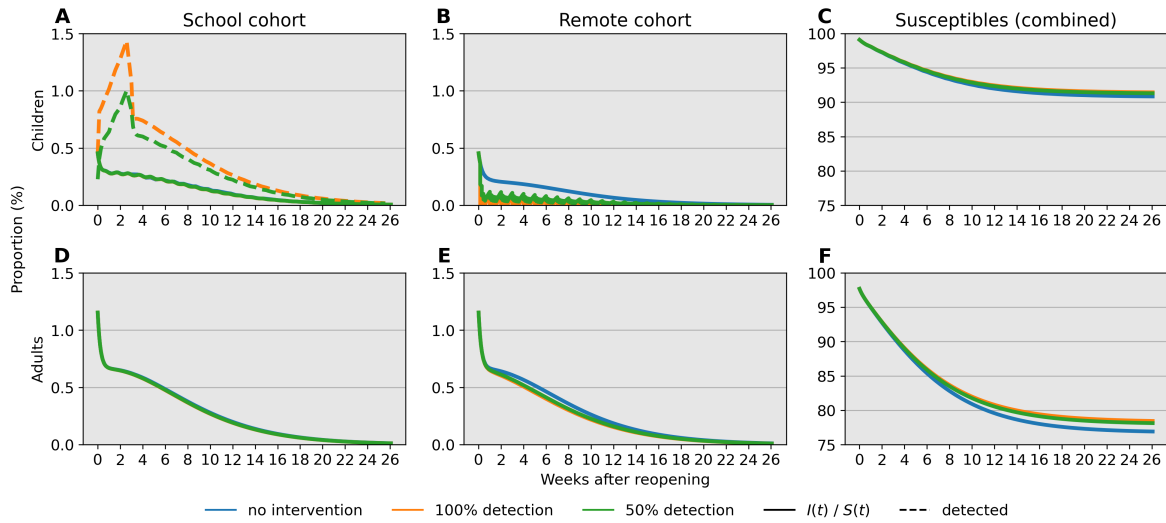 A School cohort
B Remote cohort
C Susceptibles (combined)
Proportion (%)
Children
1.5
1.0
0.5
0.0
0 2 4 6 8 10 12 14 16 18 20 22 24 26
1.5
1.0
0.5
0.0
0 2 4 6 8 10 12 14 16 18 20 22 24 26
100
95
90
85
80
75
0 2 4 6 8 10 12 14 16 18 20 22 24 26
D
E
F
Adults
1.5
1.0
0.5
0.0
0 2 4 6 8 10 12 14 16 18 20 22 24 26
1.5
1.0
0.5
0.0
0 2 4 6 8 10 12 14 16 18 20 22 24 26
100
95
90
85
80
75
0 2 4 6 8 10 12 14 16 18 20 22 24 26
Weeks after reopening
no intervention 100% detection 50% detection I(t) / S(t) detected